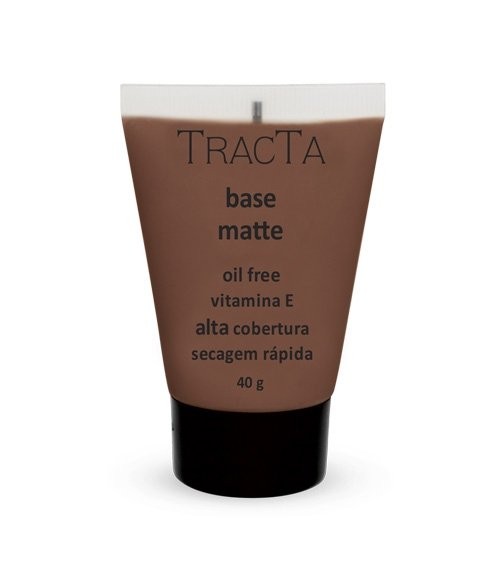 TRACTA
base
matte
oil free
vitamina E
alta cobertura
secagem rápida
40 g